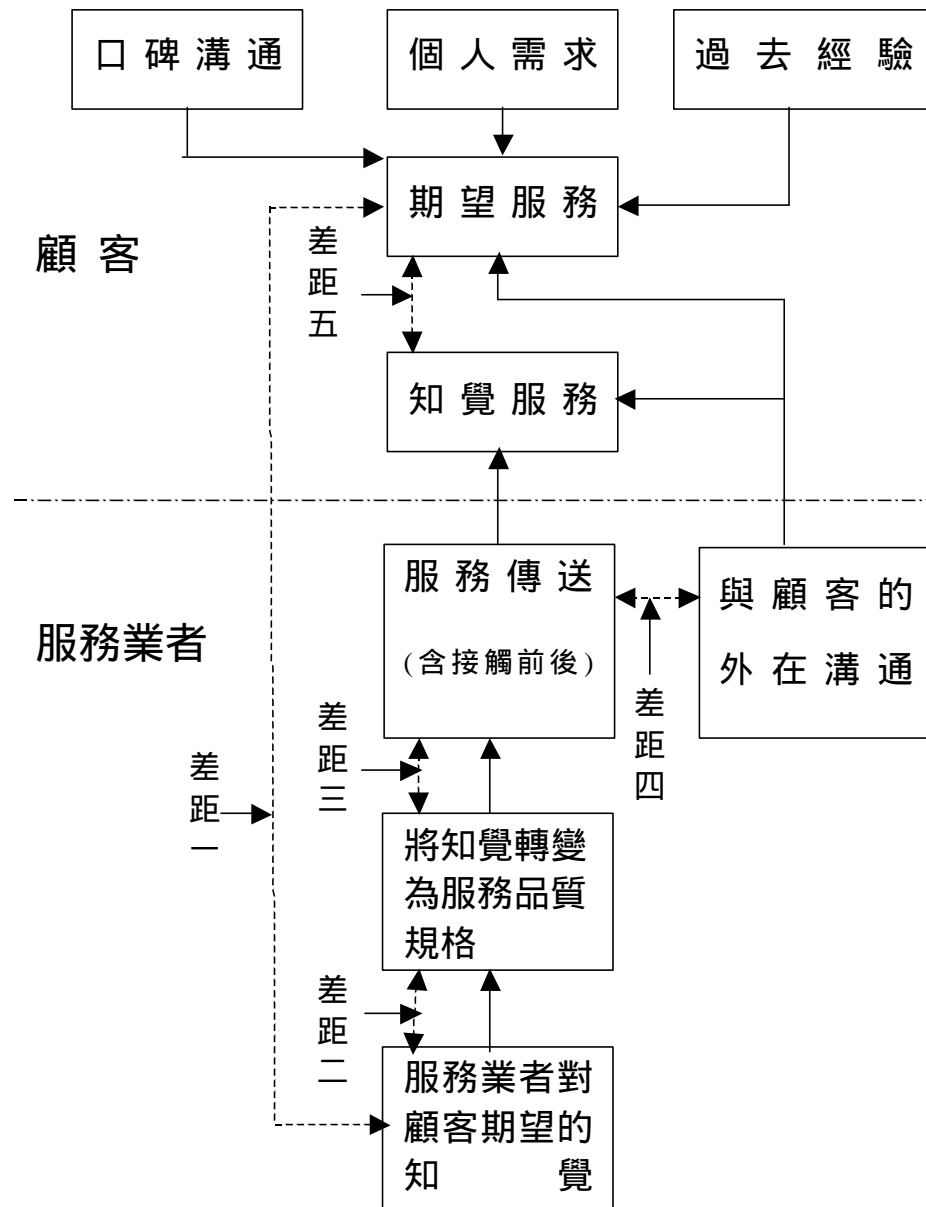 口碑溝通
個人需求
過去經驗
期望服務
顧客
差距五
知覺服務
服務傳送
(含接觸前後)
與顧客的
外在溝通
服務業者
差距三
差距四
差距一
將知覺轉變
為服務品質
規格
差距二
服務業者對
顧客期望的
知覺